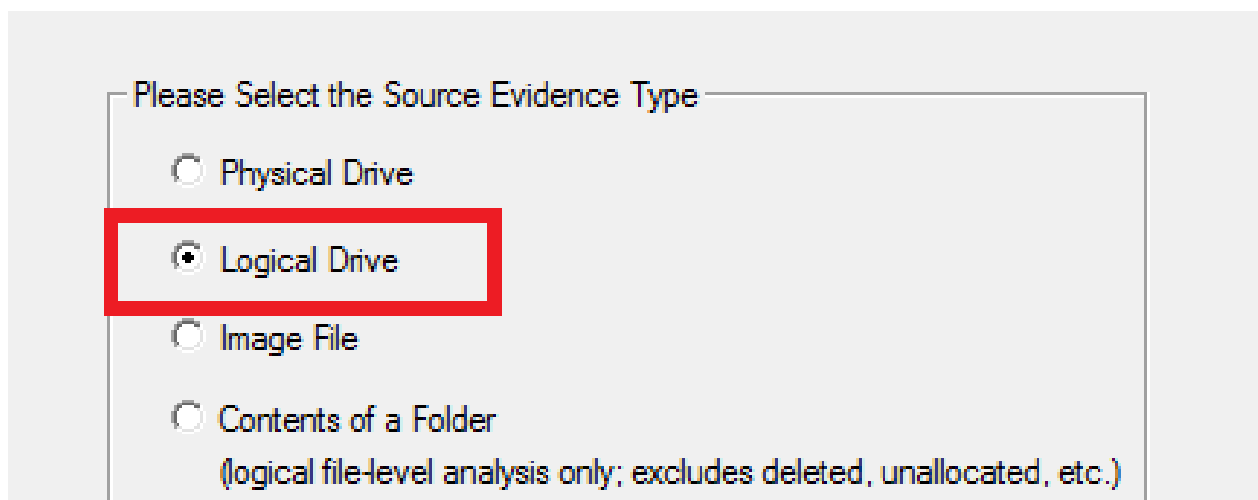 Please Select the Source Evidence Type
Physical Drive
Logical Drive
Image File
Contents of a Folder
(logical file-level analysis only; excludes deleted, unallocated, etc.)